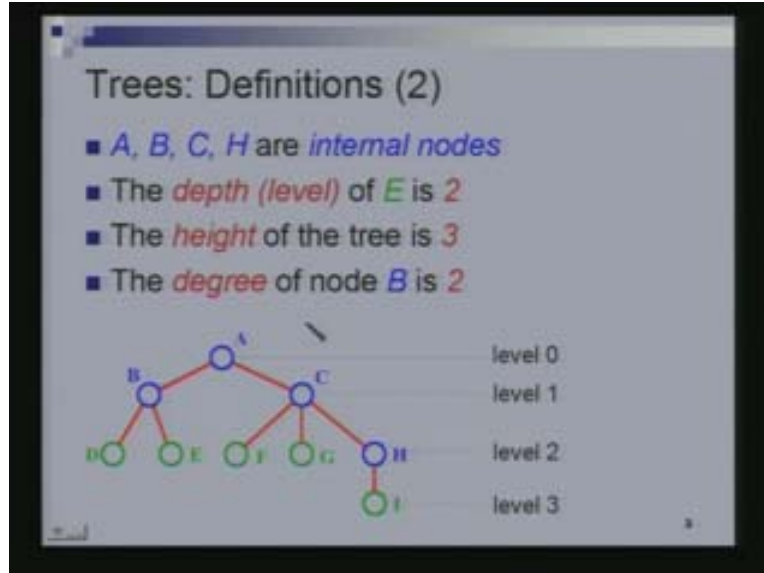 Trees: Definitions (2)
A, B, C, H are internal nodes
The depth (level) of E is 2
The height of the tree is 3
The degree of node B is 2
A
level 0
B
C
level 1
D
E
F
G
H
level 2
I
level 3